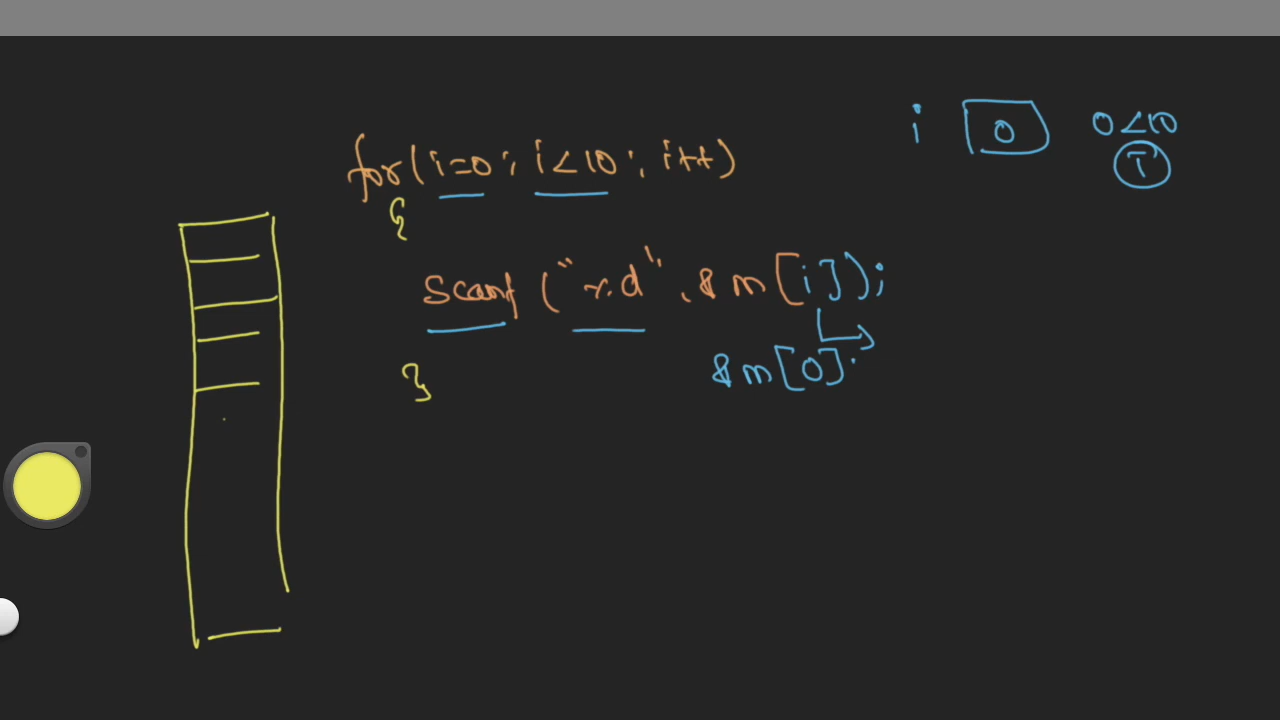 i 0 0<10
T
for(i=0; i<10; i++)
{
scanf ("%d", &m[i]);
&m[0].
}